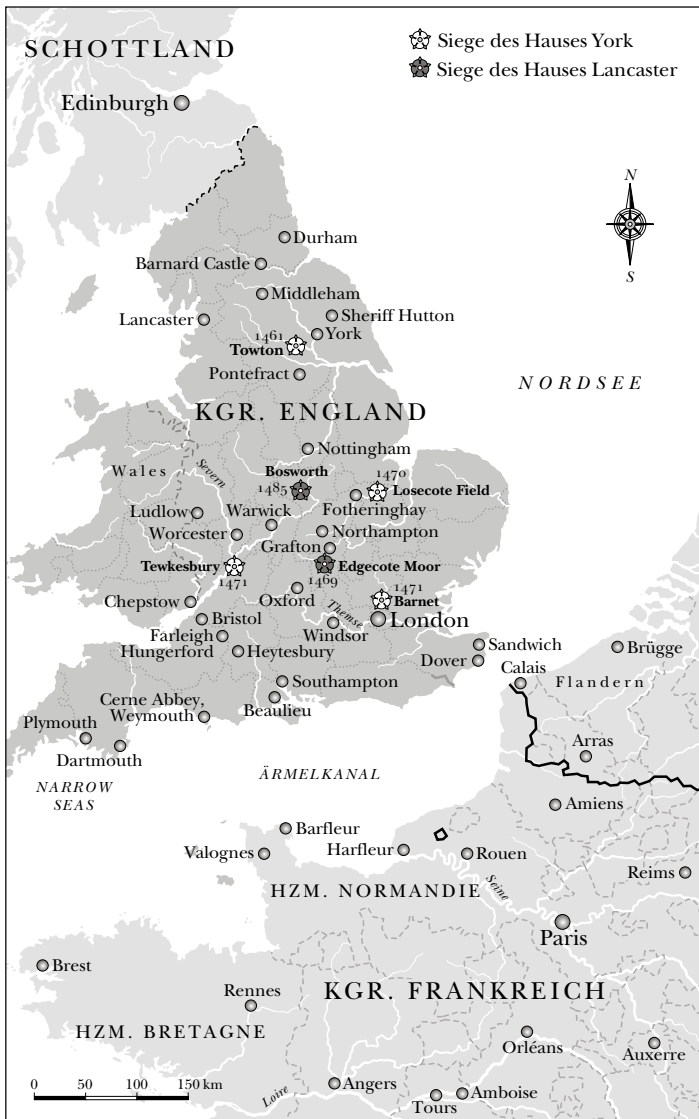 SCHOTTLAND
Siege des Hauses York
Siege des Hauses Lancaster
Edinburgh
N
S
Durham
Barnard Castle
Middleham
Lancaster
Sheriff Hutton
York
1461
Towton
Pontefract
NORDSEE
KGR. ENGLAND
Nottingham
Wales
Severn
Bosworth
1485
1470
Losecote Field
Fotheringhay
Ludlow
Warwick
Worcester
Northampton
Grafton
Tewkesbury
1471
Edgecote Moor
1469
1471
Barnet
Oxford
Chepstow
Themse
London
Bristol
Windsor
Farleigh
Hungerford
Heytesbury
Sandwich
Dover
Calais
Brügge
Flandern
Southampton
Beaulieu
Cerne Abbey,
Weymouth
Plymouth
Dartmouth
Arras
NARROW
SEAS
ÄRMELKANAL
Amiens
Barfleur
Valognes
Harfleur
Rouen
Reims
HZM. NORMANDIE
Seine
Paris
Brest
Rennes
KGR. FRANKREICH
HZM. BRETAGNE
Orléans
Auxerre
0 50 100 150 km
Loire
Angers
Tours
Amboise